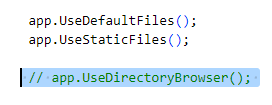 app.UseDefaultFiles();
app.UseStaticFiles();
// app.UseDirectoryBrowser();